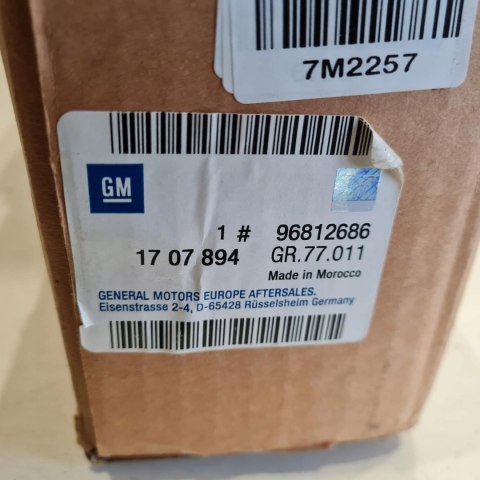 7M2257
GM
1 # 96812686
17 07 894 GR.77.011
Made in Morocco
GENERAL MOTORS EUROPE AFTERSALES.
Eisenstrasse 2-4, D-65428 Rüsselsheim Germany